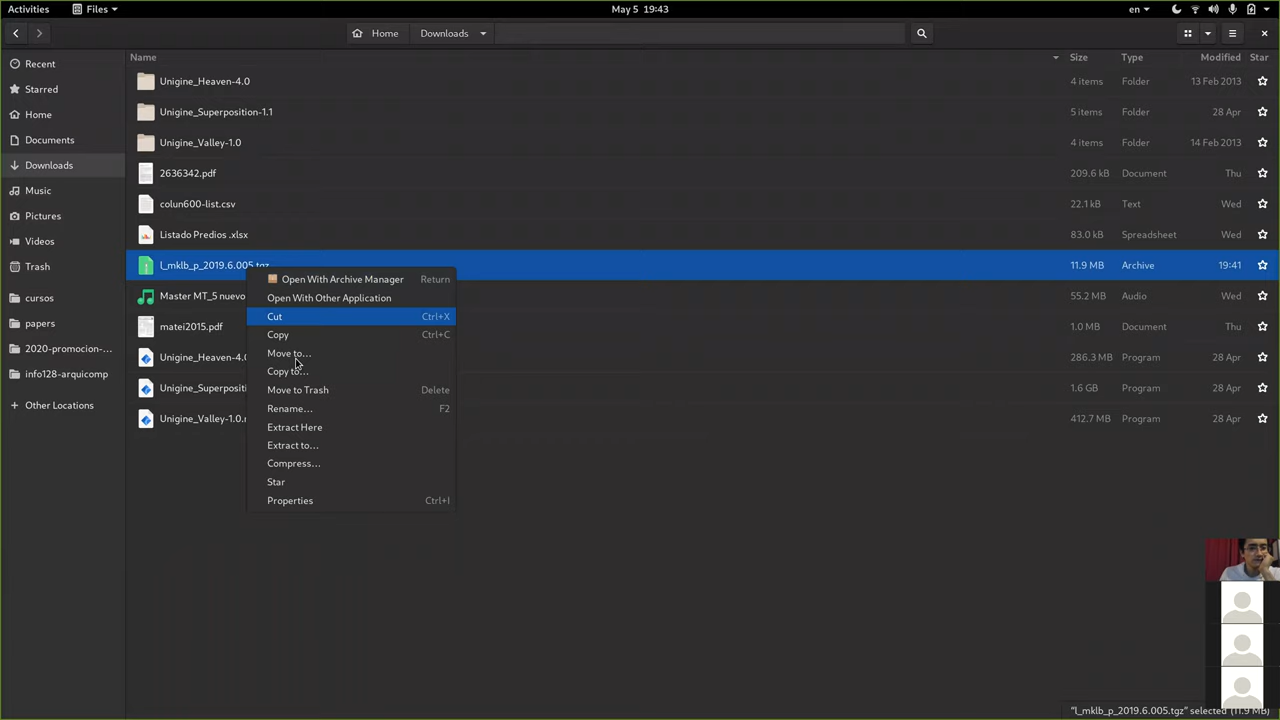 Activities Files May 5 19:43 en
Home Downloads
Name Size Type Modified Star
Recent
Starred
Home
Documents
Downloads
Music
Pictures
Videos
Trash
cursos
papers
2020-promocion-...
info128-arquicomp
Other Locations
Unigine_Heaven-4.0 4 items Folder 13 Feb 2013
Unigine_Superposition-1.1 5 items Folder 28 Apr
Unigine_Valley-1.0 4 items Folder 14 Feb 2013
2636342.pdf 209.6 kB Document Thu
colun600-list.csv 22.1 kB Text Wed
Listado Predios .xlsx 83.0 kB Spreadsheet Wed
l_mklb_p_2019.6.005.tgz 11.9 MB Archive 19:41
Master MT_5 nuevo 55.2 MB Audio Wed
matei2015.pdf 1.0 MB Document Thu
Unigine_Heaven-4.0 286.3 MB Program 28 Apr
Unigine_Superpositi 1.6 GB Program 28 Apr
Unigine_Valley-1.0.r 412.7 MB Program 28 Apr
Open With Archive Manager Return
Open With Other Application
Cut Ctrl+X
Copy Ctrl+C
Move to...
Copy to...
Move to Trash Delete
Rename... F2
Extract Here
Extract to...
Compress...
Star
Properties Ctrl+I
"l_mklb_p_2019.6.005.tgz" selected (11.9 MB)